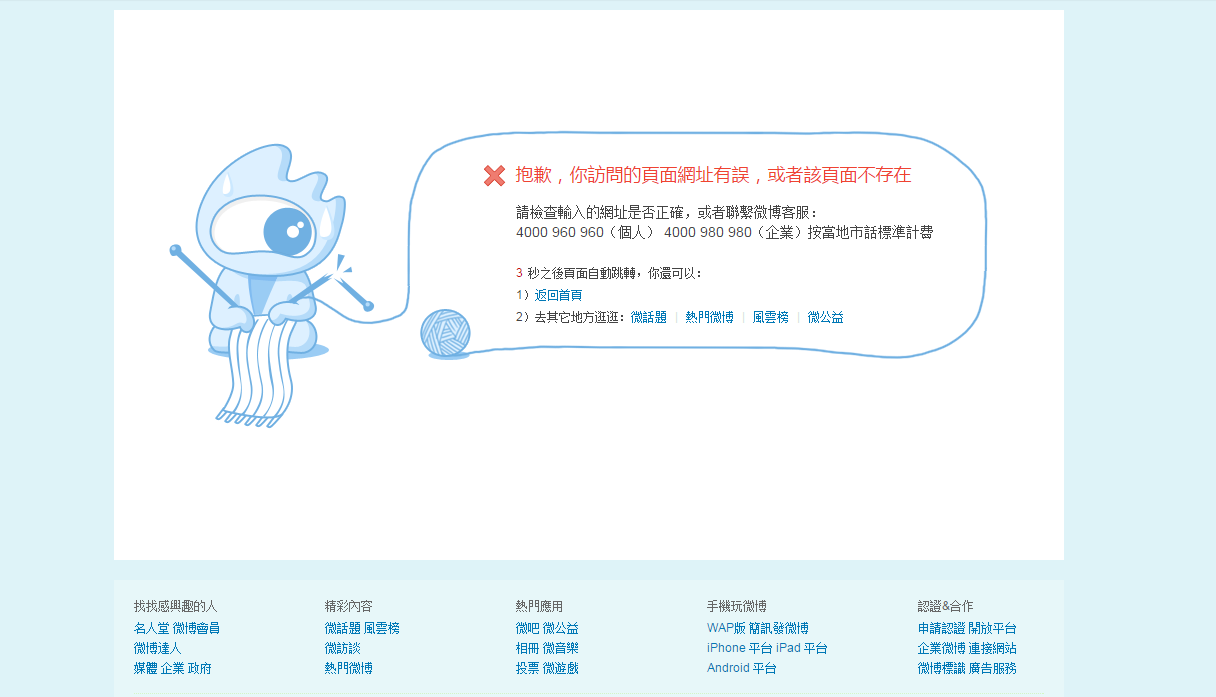 抱歉，你訪問的頁面網址有誤，或者該頁面不存在
請檢查輸入的網址是否正確，或者聯繫微博客服：
4000 960 960（個人） 4000 980 980（企業）按當地市話標準計費
3 秒之後頁面自動跳轉，你還可以：
1）返回首頁
2）去其它地方逛逛：微話題 | 熱門微博 | 風雲榜 | 微公益
找找感興趣的人
名人堂 微博會員
微博達人
媒體 企業 政府
精彩內容
微話題 風雲榜
微訪談
熱門微博
熱門應用
微吧 微公益
相冊 微音樂
投票 微遊戲
手機玩微博
WAP版 簡訊發微博
iPhone 平台 iPad 平台
Android 平台
認證&合作
申請認證 開放平台
企業微博 連接網站
微博標識 廣告服務